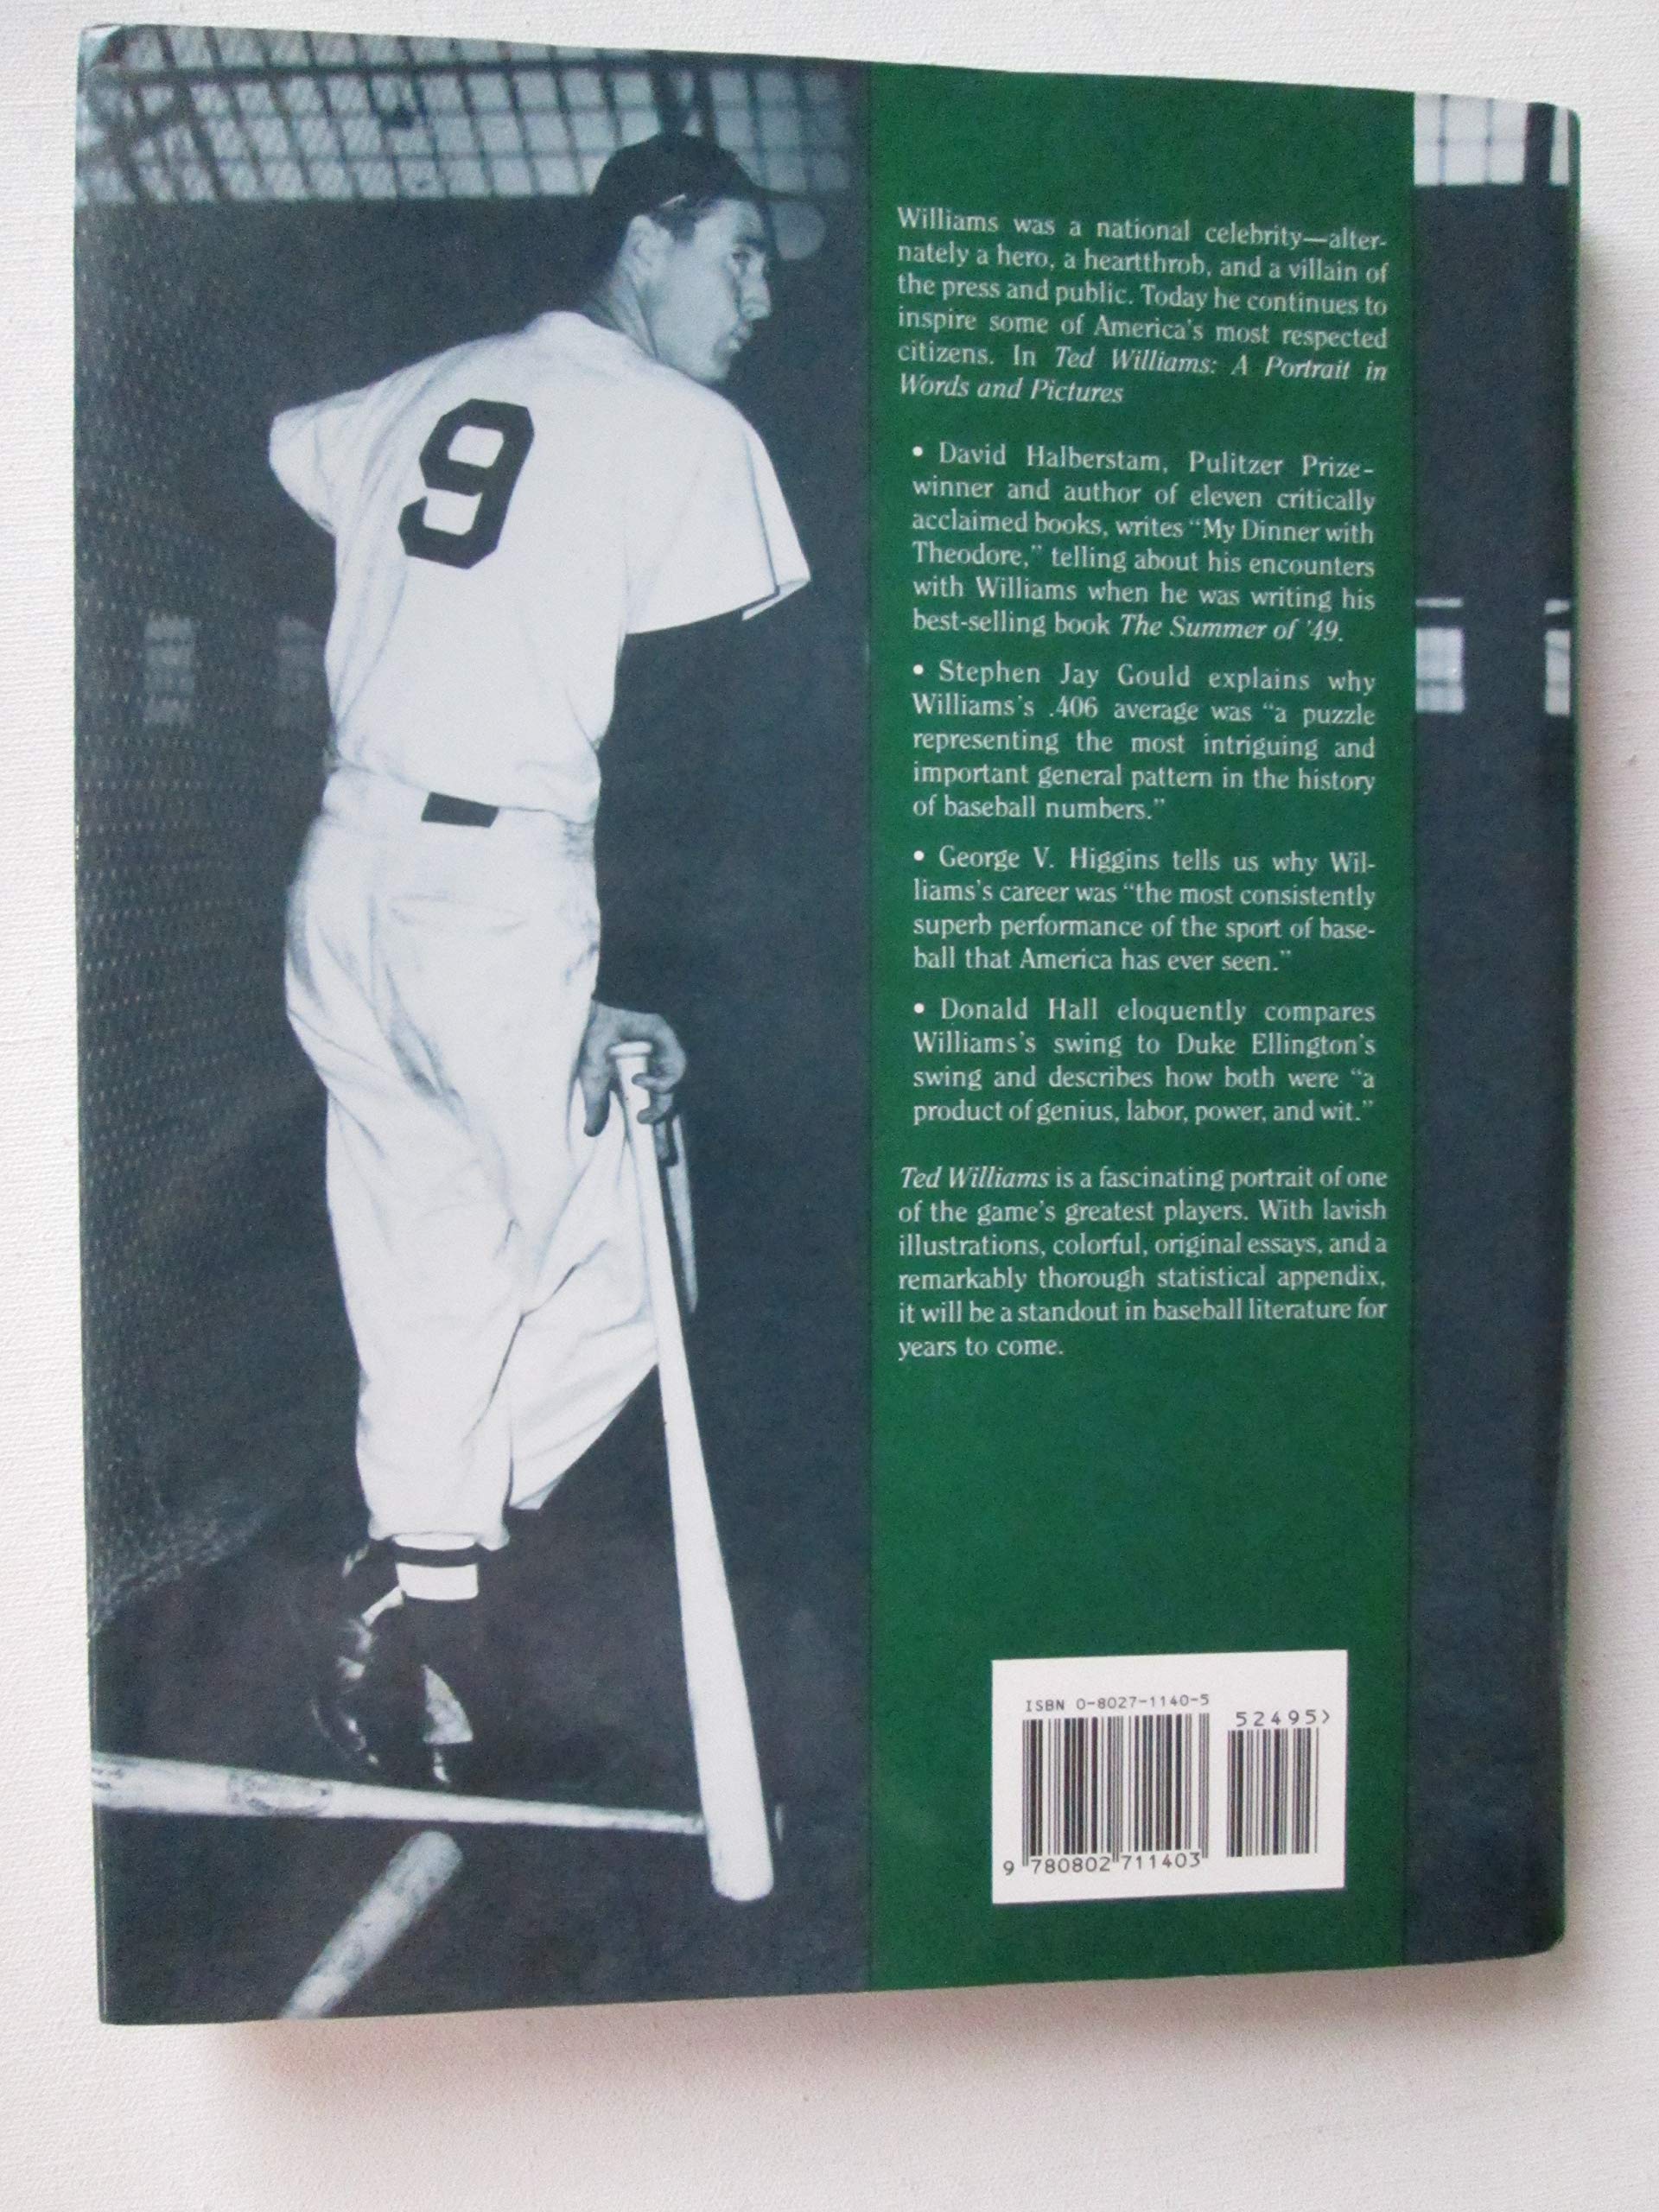 9
Williams was a national celebrity—alter-
nately a hero, a heartthrob, and a villain of
the press and public. Today he continues to
inspire some of America's most respected
citizens. In Ted Williams: A Portrait in
Words and Pictures
• David Halberstam, Pulitzer Prize-
winner and author of eleven critically
acclaimed books, writes “My Dinner with
Theodore,” telling about his encounters
with Williams when he was writing his
best-selling book The Summer of '49.
• Stephen Jay Gould explains why
Williams's .406 average was “a puzzle
representing the most intriguing and
important general pattern in the history
of baseball numbers.”
• George V. Higgins tells us why Wil-
liams's career was “the most consistently
superb performance of the sport of base-
ball that America has ever seen.”
• Donald Hall eloquently compares
Williams's swing to Duke Ellington's
swing and describes how both were “a
product of genius, labor, power, and wit.”
Ted Williams is a fascinating portrait of one
of the game's greatest players. With lavish
illustrations, colorful, original essays, and a
remarkably thorough statistical appendix,
it will be a standout in baseball literature for
years to come.
ISBN 0-8027-1140-5
52495>
9 780802 711403